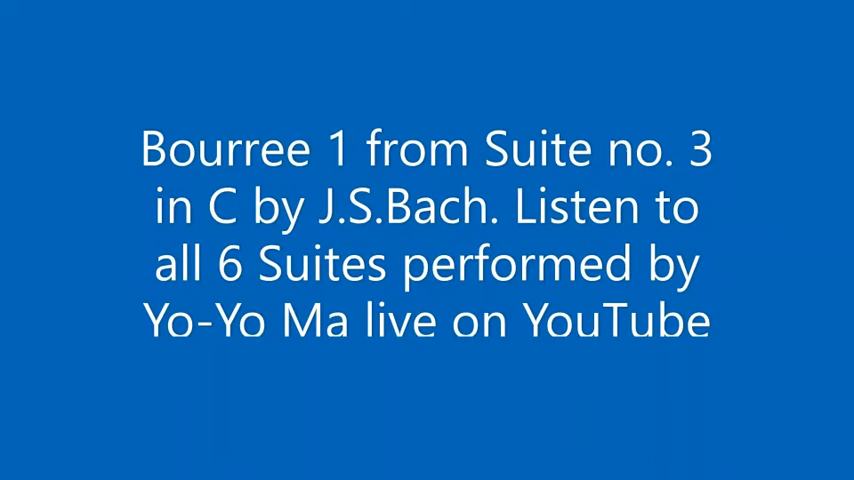 Bourree 1 from Suite no. 3
in C by J.S.Bach. Listen to
all 6 Suites performed by
Yo-Yo Ma live on YouTube